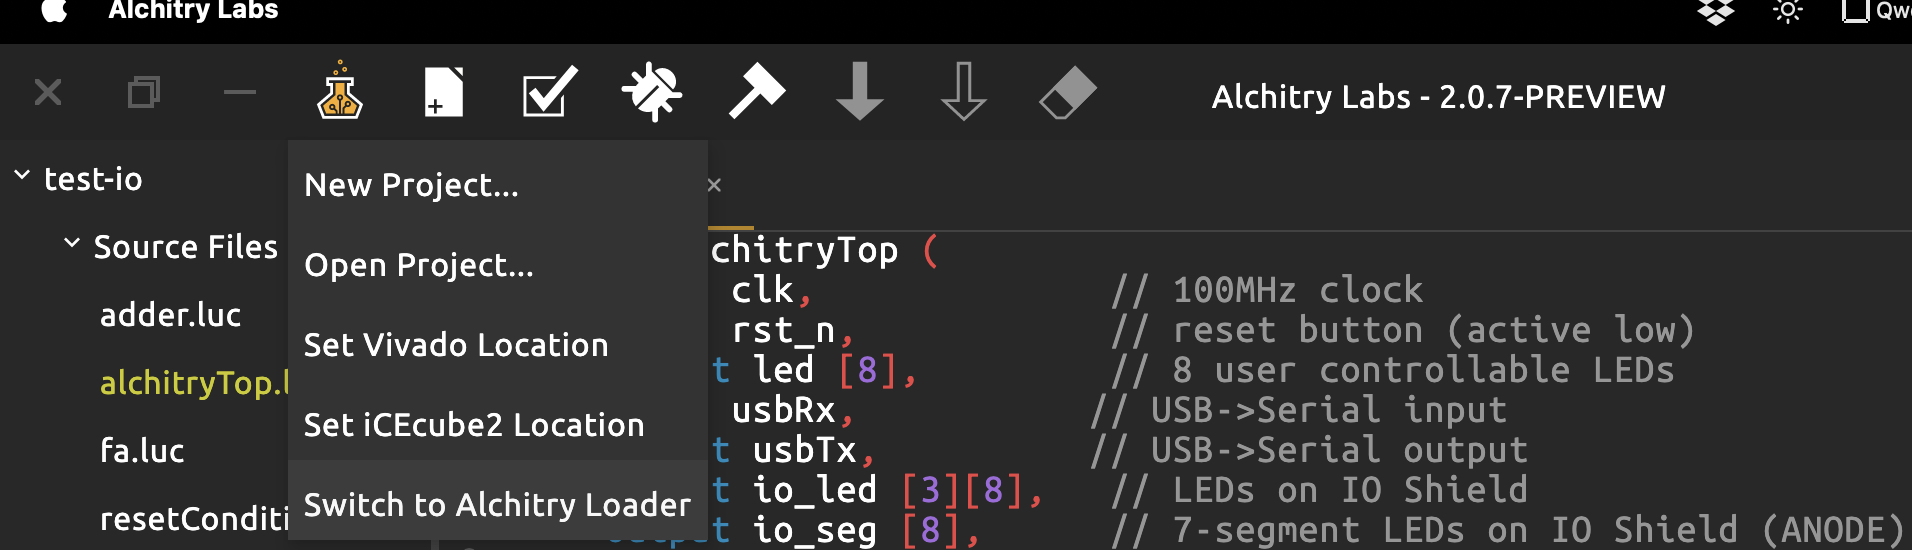 Alchitry Labs
Alchitry Labs - 2.0.7-PREVIEW
test-io
Source Files
adder.luc
alchitryTop.
fa.luc
New Project...
Open Project...
Set Vivado Location
Set iCEcube2 Location
Switch to Alchitry Loader
chitryTop (
clk, // 100MHz clock
rst_n, // reset button (active low)
t led [8], // 8 user controllable LEDs
usbRx, // USB->Serial input
t usbTx, // USB->Serial output
t io_led [3][8], // LEDs on IO Shield
output io_seg [8], // 7-segment LEDs on IO Shield (ANODE)